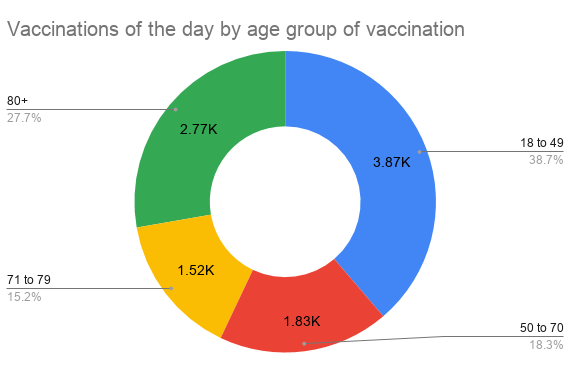 Vaccinations of the day by age group of vaccination
80+
27.7%
2.77K
18 to 49
38.7%
3.87K
71 to 79
15.2%
1.52K
50 to 70
18.3%
1.83K